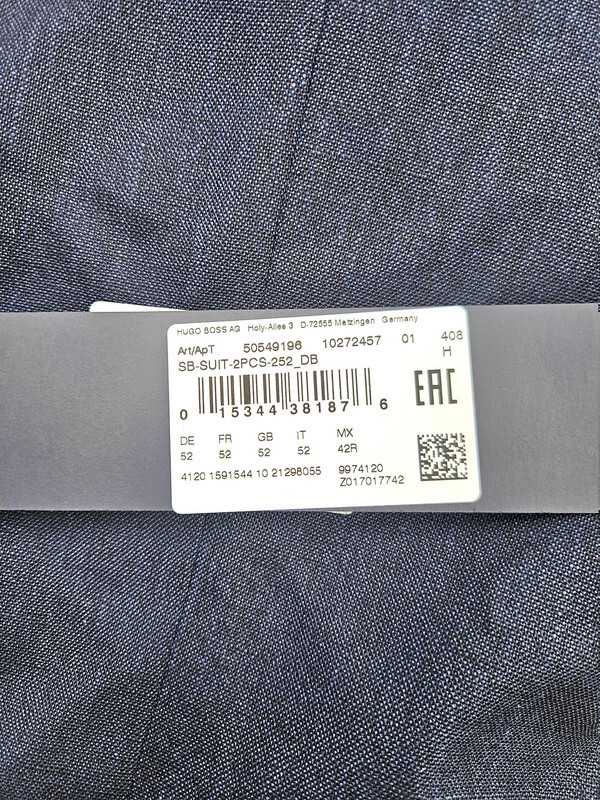 HUGO BOSS AG Holy-Alles 3 D-72555 Metzingen Germany
Art/ApT 50549196 10272457 01 408
SB-SUIT-2PCS-252_DB H
EAC
0 15344 38187 6
DE FR GB IT MX
52 52 52 52 42R
4120 1591544 10 21298055 9974120
Z017017742